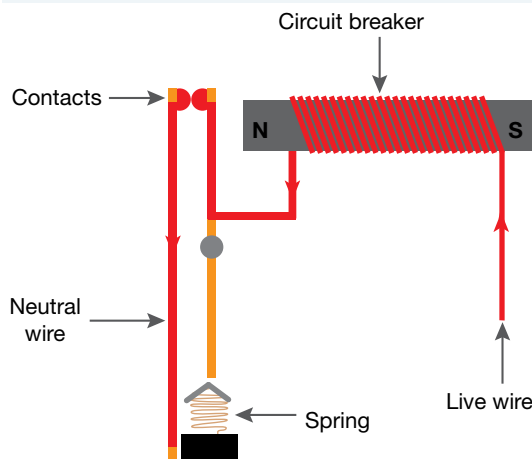 Circuit breaker
Contacts
N
S
Neutral
wire
Spring
Live wire